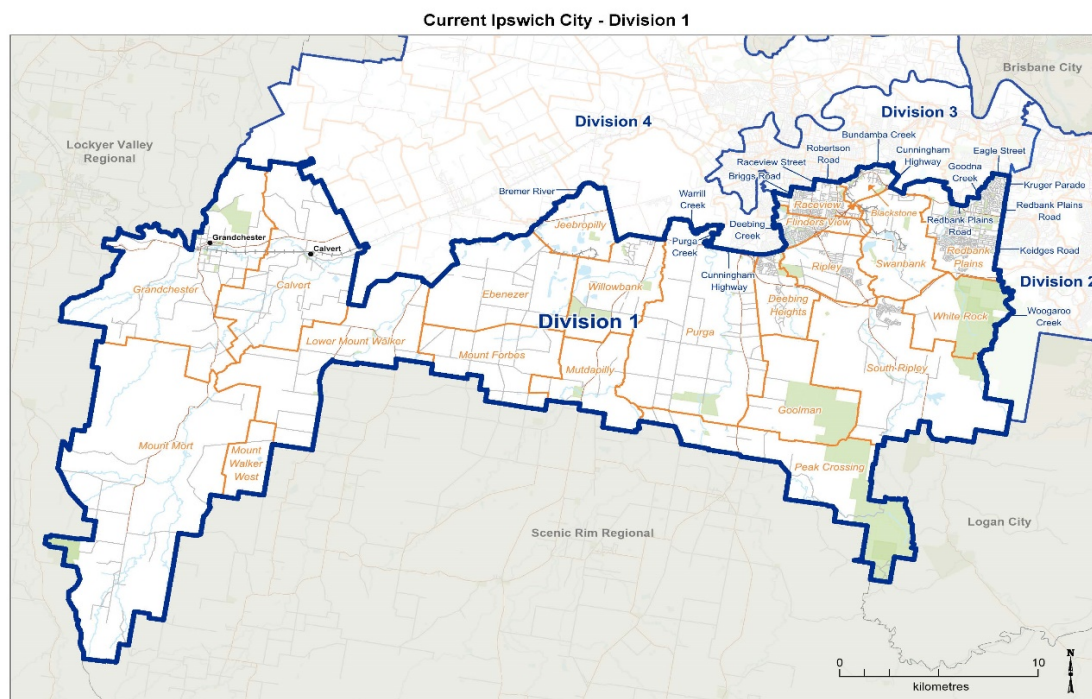 Current Ipswich City - Division 1
Brisbane City
Division 3
Division 4
Lockyer Valley
Regional
Bundamba Creek
Robertson
Road
Cunningham
Highway
Eagle Street
Goodna
Creek
Raceview Street
Briggs Road
Kruger Parade
Bremer River
Warrill
Creek
Redbank Plains
Road
Redbank Plains
Road
Deebing
Creek
Raceview
Flinders View
Blackstone
Grandchester
Jeebropilly
Purga
Creek
Redbank
Plains
Keidges Road
Calvert
Cunningham
Highway
Ripley
Swanbank
Division 2
Grandchester
Calvert
Ebenezer
Willowbank
Deebing
Heights
White Rock
Woogaroo
Creek
Division 1
Lower Mount Walker
Mount Forbes
Purga
Mutdapilly
South Ripley
Goolman
Mount Mort
Mount
Walker
West
Peak Crossing
Scenic Rim Regional
Logan City
N
0 10
kilometres